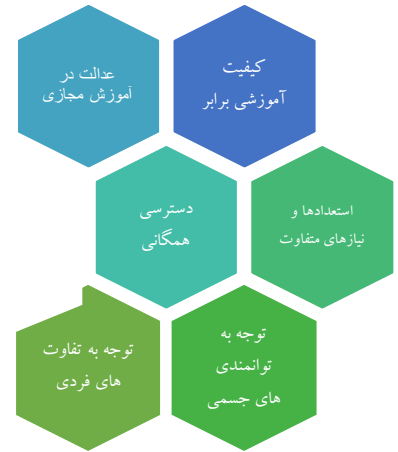 کیفیت
آموزشی برابر
عدالت در
آموزش مجازی
استعدادها و
نیازهای متفاوت
دسترسی
همگانی
توجه به
توانمندی
های جسمی
توجه به تفاوت
های فردی